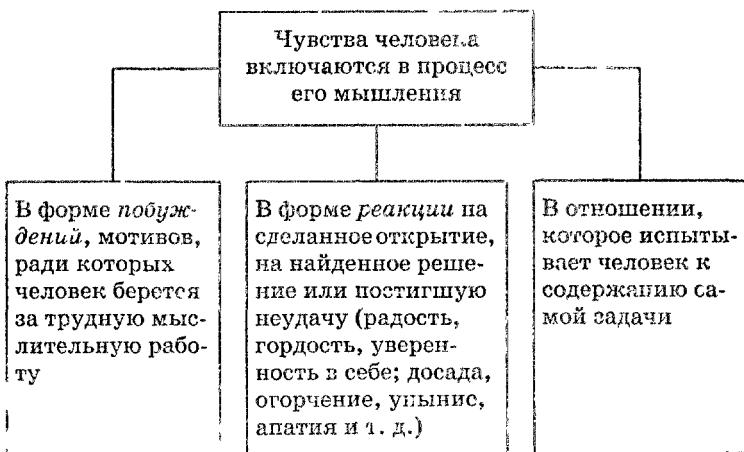 Чувства человека
включаются в процесс
его мышления
В форме побуж-
дений, мотивов,
ради которых
человек берется
за трудную мыс-
лительную рабо-
ту
В форме реакции на
сделанное открытие,
на найденное реше-
ние или постигшую
неудачу (радость,
гордость, уверен-
ность в себе; досада,
огорчение, уныние,
апатия и т. д.)
В отношении,
которое испыты-
вает человек к
содержанию са-
мой задачи